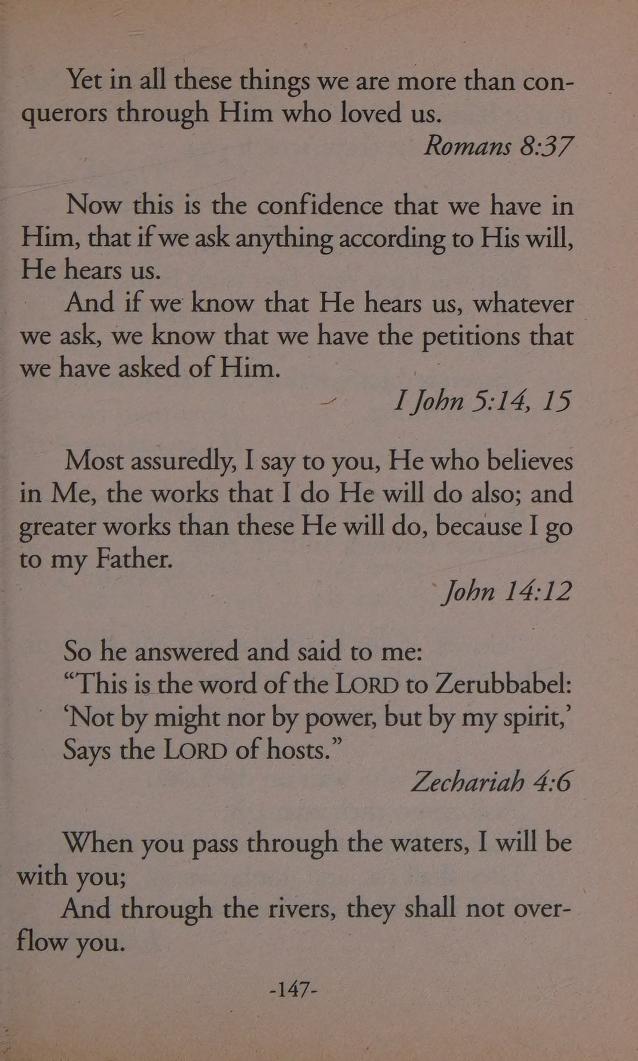 Yet in all these things we are more than con-
querors through Him who loved us.
Romans 8:37
Now this is the confidence that we have in
Him, that if we ask anything according to His will,
He hears us.
And if we know that He hears us, whatever
we ask, we know that we have the petitions that
we have asked of Him.
I John 5:14, 15
Most assuredly, I say to you, He who believes
in Me, the works that I do He will do also; and
greater works than these He will do, because I go
to my Father.
John 14:12
So he answered and said to me:
“This is the word of the LORD to Zerubbabel:
‘Not by might nor by power, but by my spirit,’
Says the LORD of hosts.”
Zechariah 4:6
When you pass through the waters, I will be
with you;
And through the rivers, they shall not over-
flow you.
-147-